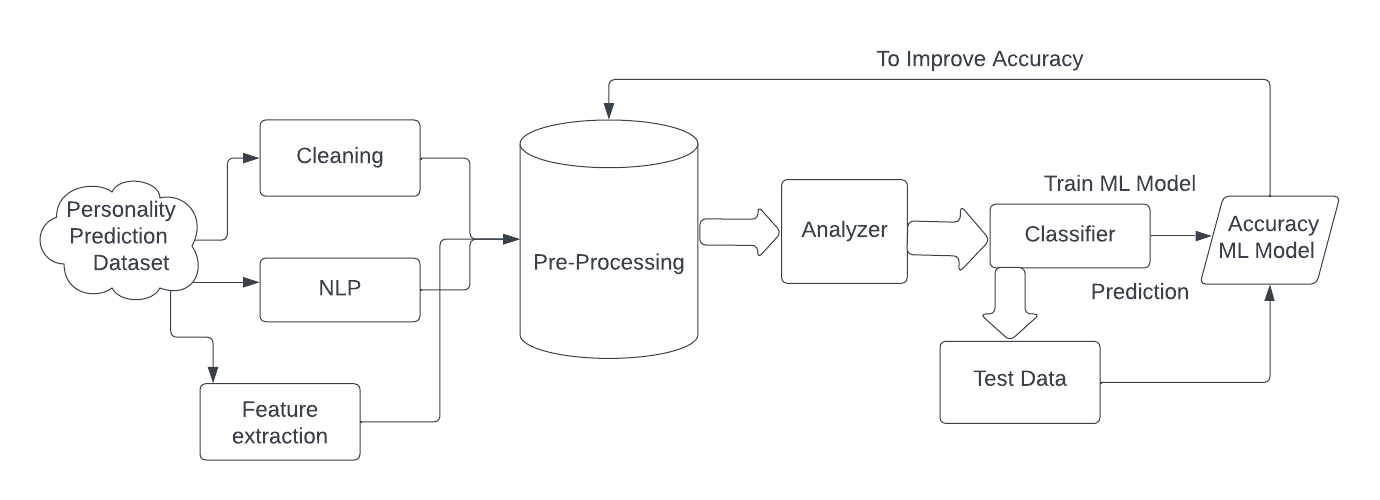 To Improve Accuracy
Cleaning
Personality
Prediction
Dataset
NLP
Feature
extraction
Pre-Processing
Analyzer
Train ML Model
Classifier
Accuracy
ML Model
Prediction
Test Data